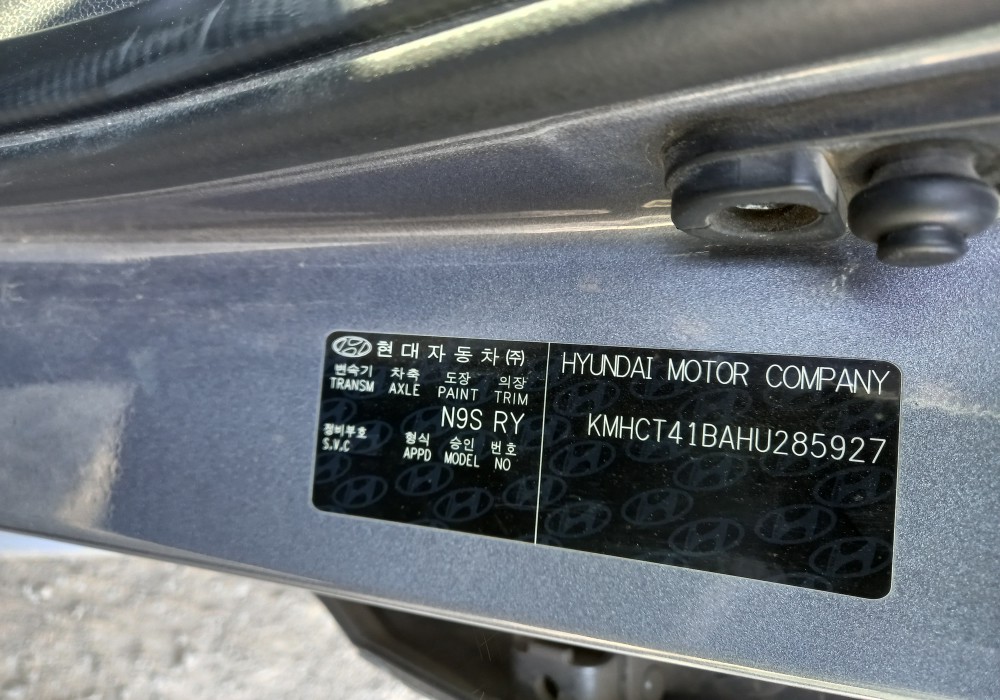 현대자동차(주)
변속기 차축 도장 의장
TRANSM AXLE PAINT TRIM
N9S RY
정비부호 형식 승인 번호
S.V.C APPD MODEL NO
HYUNDAI MOTOR COMPANY
KMHCT41BAHU285927